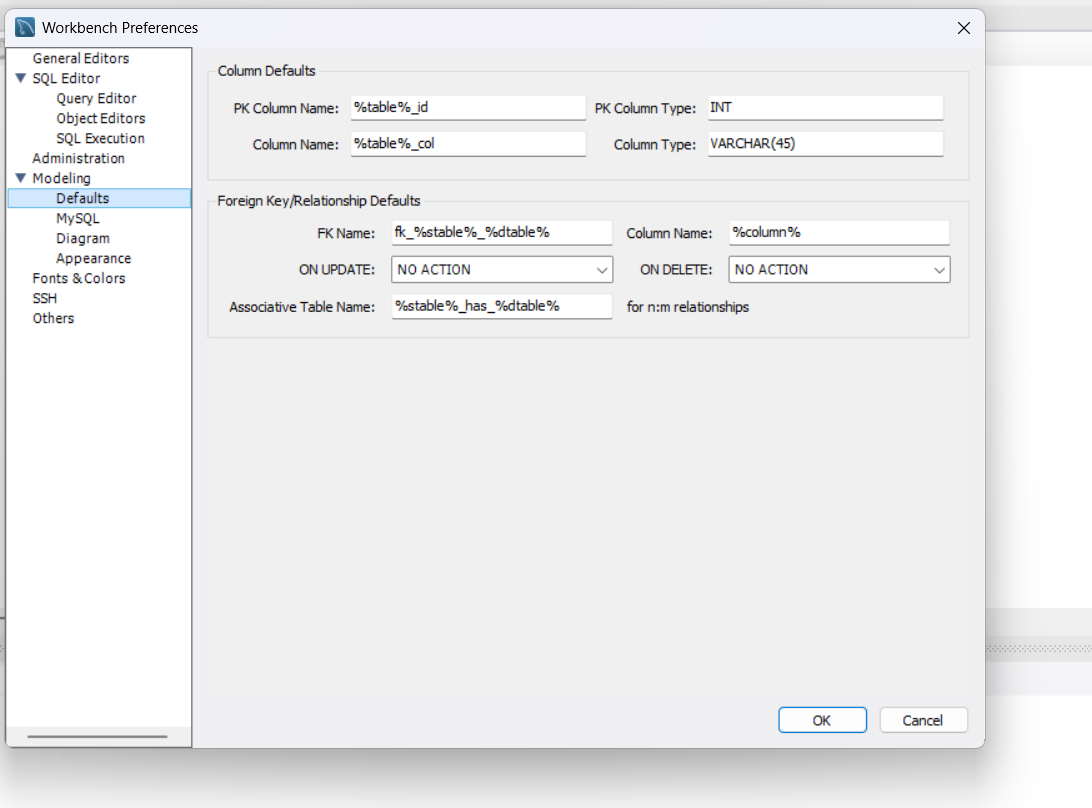 Workbench Preferences
General Editors
SQL Editor
Query Editor
Object Editors
SQL Execution
Administration
Modeling
Defaults
MySQL
Diagram
Appearance
Fonts & Colors
SSH
Others
Column Defaults
PK Column Name: %table%_id PK Column Type: INT
Column Name: %table%_col Column Type: VARCHAR(45)
Foreign Key/Relationship Defaults
FK Name: fk_%stable%_%dtable% Column Name: %column%
ON UPDATE: NO ACTION ON DELETE: NO ACTION
Associative Table Name: %stable%_has_%dtable% for n:m relationships
OK Cancel